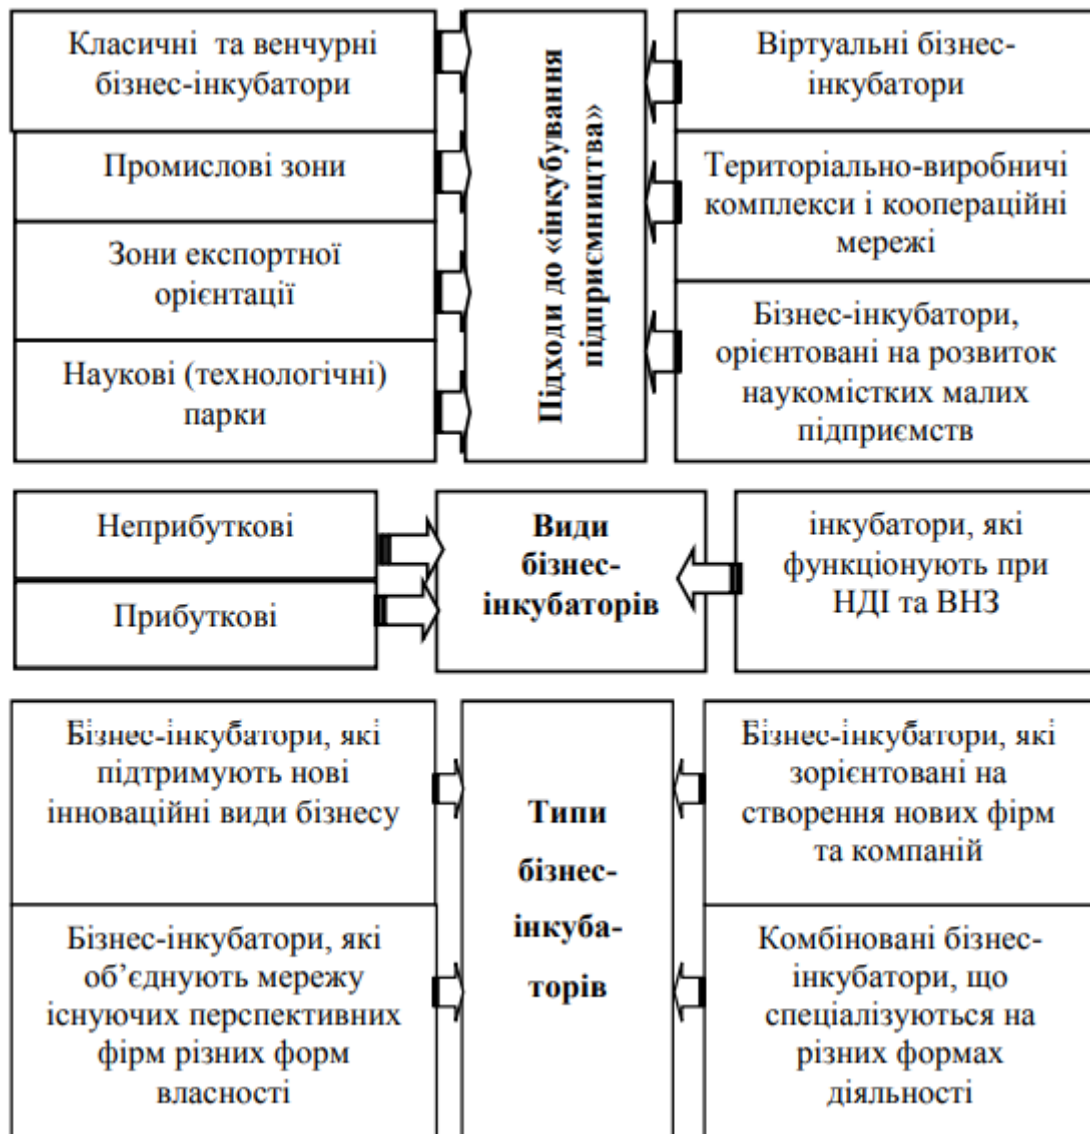 Класичні та венчурні
бізнес-інкубатори
Промислові зони
Зони експортної
орієнтації
Наукові (технологічні)
парки
Підходи до «інкубування
підприємництва»
Віртуальні бізнес-
інкубатори
Територіально-виробничі
комплекси і коопераційні
мережі
Бізнес-інкубатори,
орієнтовані на розвиток
наукомістких малих
підприємств
Неприбуткові
Прибуткові
Види
бізнес-
інкубаторів
інкубатори, які
функціонують при
НДІ та ВНЗ
Бізнес-інкубатори, які
підтримують нові
інноваційні види бізнесу
Бізнес-інкубатори, які
об’єднують мережу
існуючих перспективних
фірм різних форм
власності
Типи
бізнес-
інкуба-
торів
Бізнес-інкубатори, які
зорієнтовані на
створення нових фірм
та компаній
Комбіновані бізнес-
інкубатори, що
спеціалізуються на
різних формах
діяльності